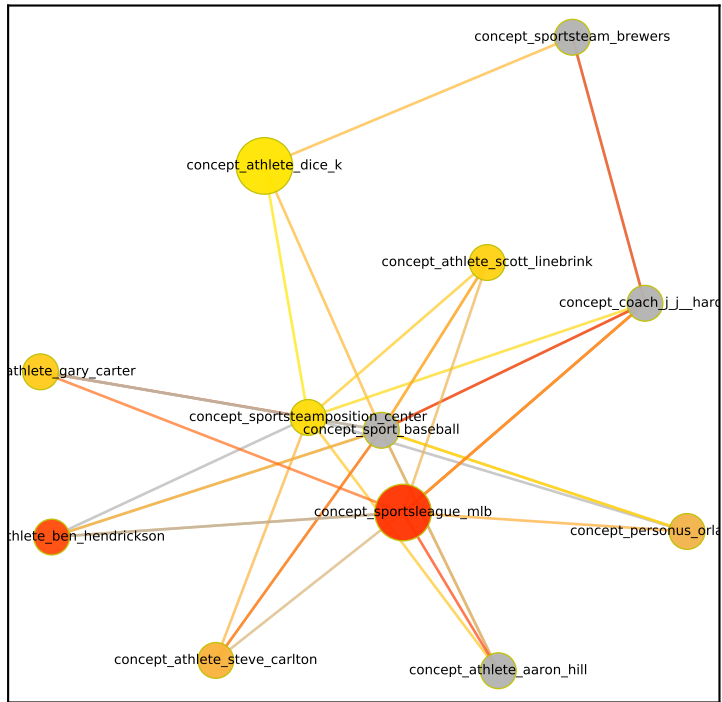 concept_sportsteam_brewers
concept_athlete_dice_k
concept_athlete_scott_linebrink
concept_coach_j_j__hard
athlete_gary_carter
concept_sportsteamposition_center
concept_sport_baseball
concept_sportsleague_mlb
concept_personus_orla
thlete_ben_hendrickson
concept_athlete_steve_carlton
concept_athlete_aaron_hill